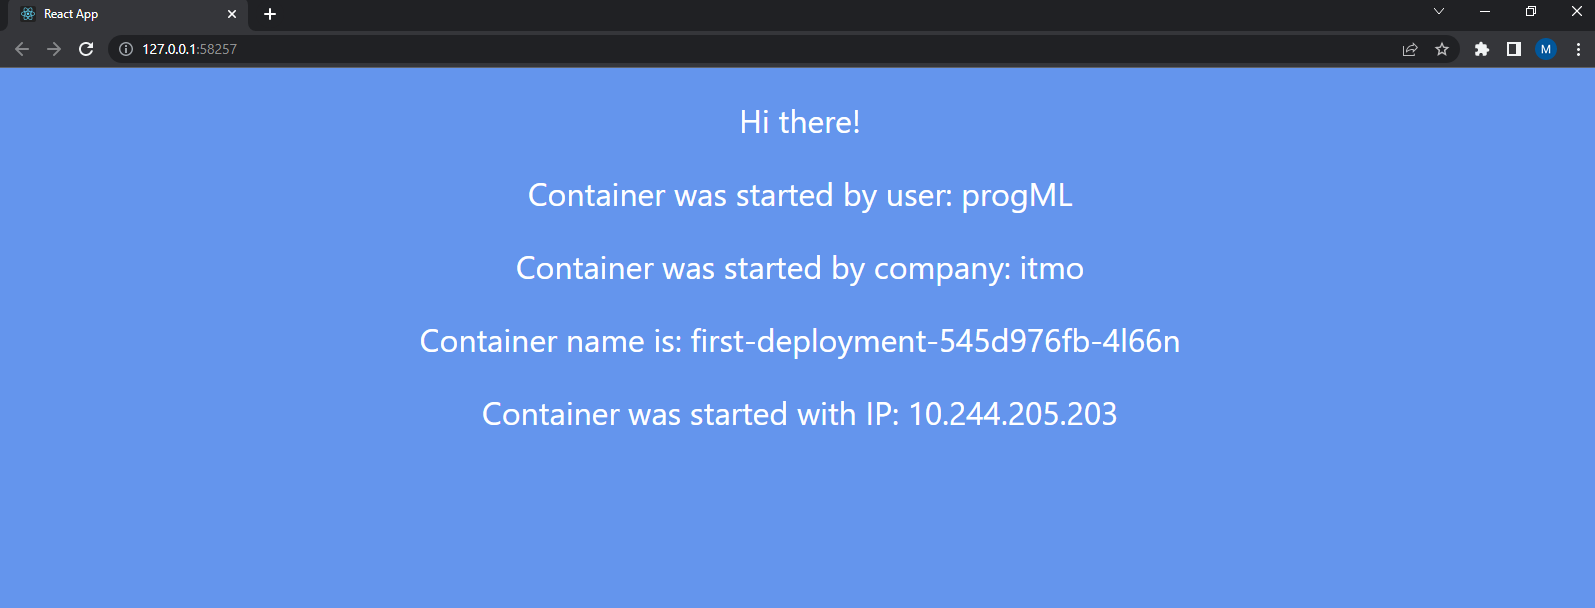 React App
127.0.0.1:58257
M
Hi there!
Container was started by user: progML
Container was started by company: itmo
Container name is: first-deployment-545d976fb-4l66n
Container was started with IP: 10.244.205.203